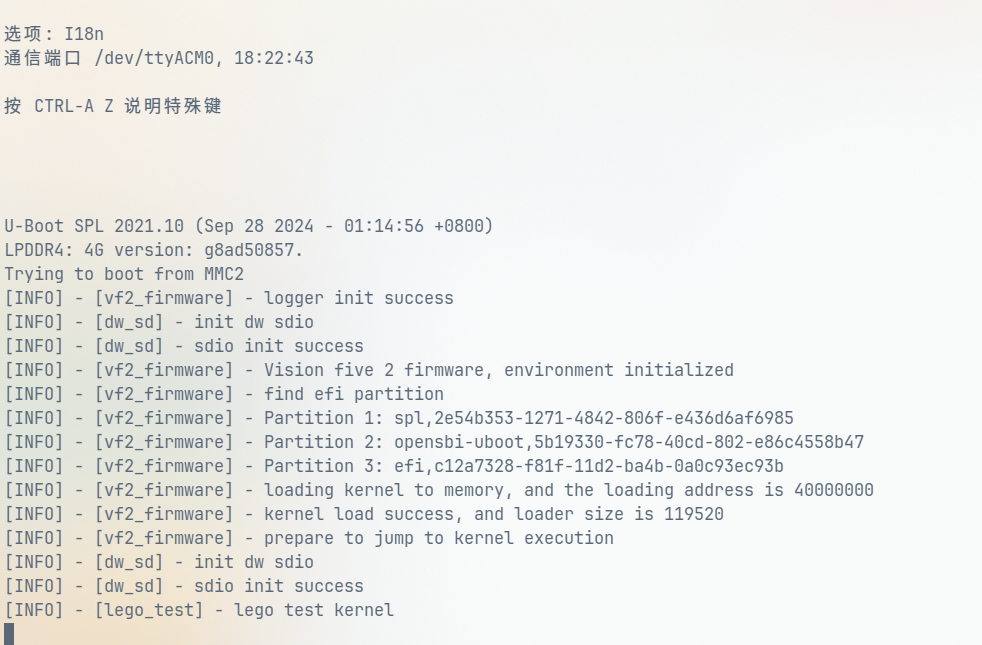 选项: I18n
通信端口 /dev/ttyACM0, 18:22:43
按 CTRL-A Z 说明特殊键
U-Boot SPL 2021.10 (Sep 28 2024 - 01:14:56 +0800)
LPDDR4: 4G version: g8ad50857.
Trying to boot from MMC2
[INFO] - [vf2_firmware] - logger init success
[INFO] - [dw_sd] - init dw sdio
[INFO] - [dw_sd] - sdio init success
[INFO] - [vf2_firmware] - Vision five 2 firmware, environment initialized
[INFO] - [vf2_firmware] - find efi partition
[INFO] - [vf2_firmware] - Partition 1: spl,2e54b353-1271-4842-806f-e436d6af6985
[INFO] - [vf2_firmware] - Partition 2: opensbi-uboot,5b19330-fc78-40cd-802-e86c4558b47
[INFO] - [vf2_firmware] - Partition 3: efi,c12a7328-f81f-11d2-ba4b-0a0c93ec93b
[INFO] - [vf2_firmware] - loading kernel to memory, and the loading address is 40000000
[INFO] - [vf2_firmware] - kernel load success, and loader size is 119520
[INFO] - [vf2_firmware] - prepare to jump to kernel execution
[INFO] - [dw_sd] - init dw sdio
[INFO] - [dw_sd] - sdio init success
[INFO] - [lego_test] - lego test kernel